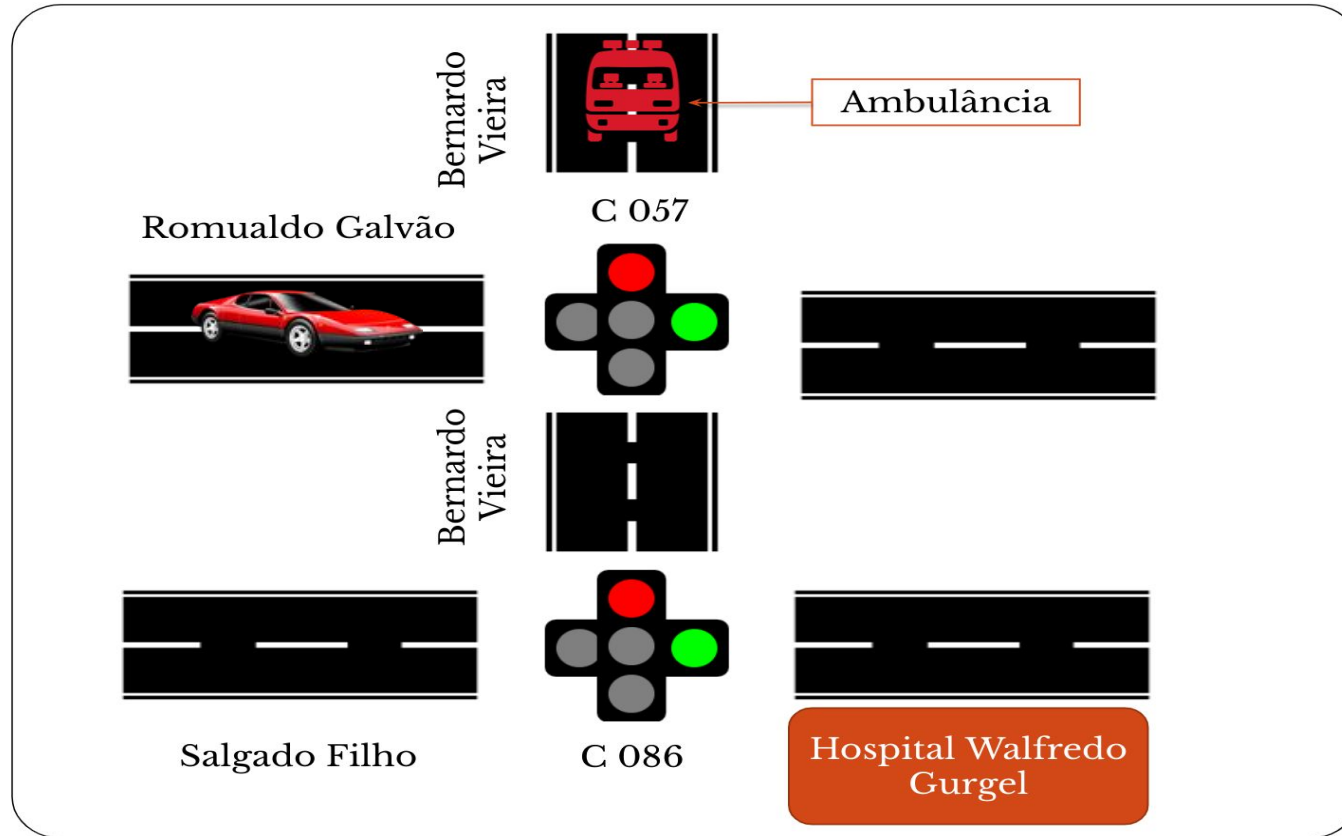 Bernardo
Vieira
Ambulância
C 057
Romualdo Galvão
Bernardo
Vieira
Salgado Filho
C 086
Hospital Walfredo
Gurgel